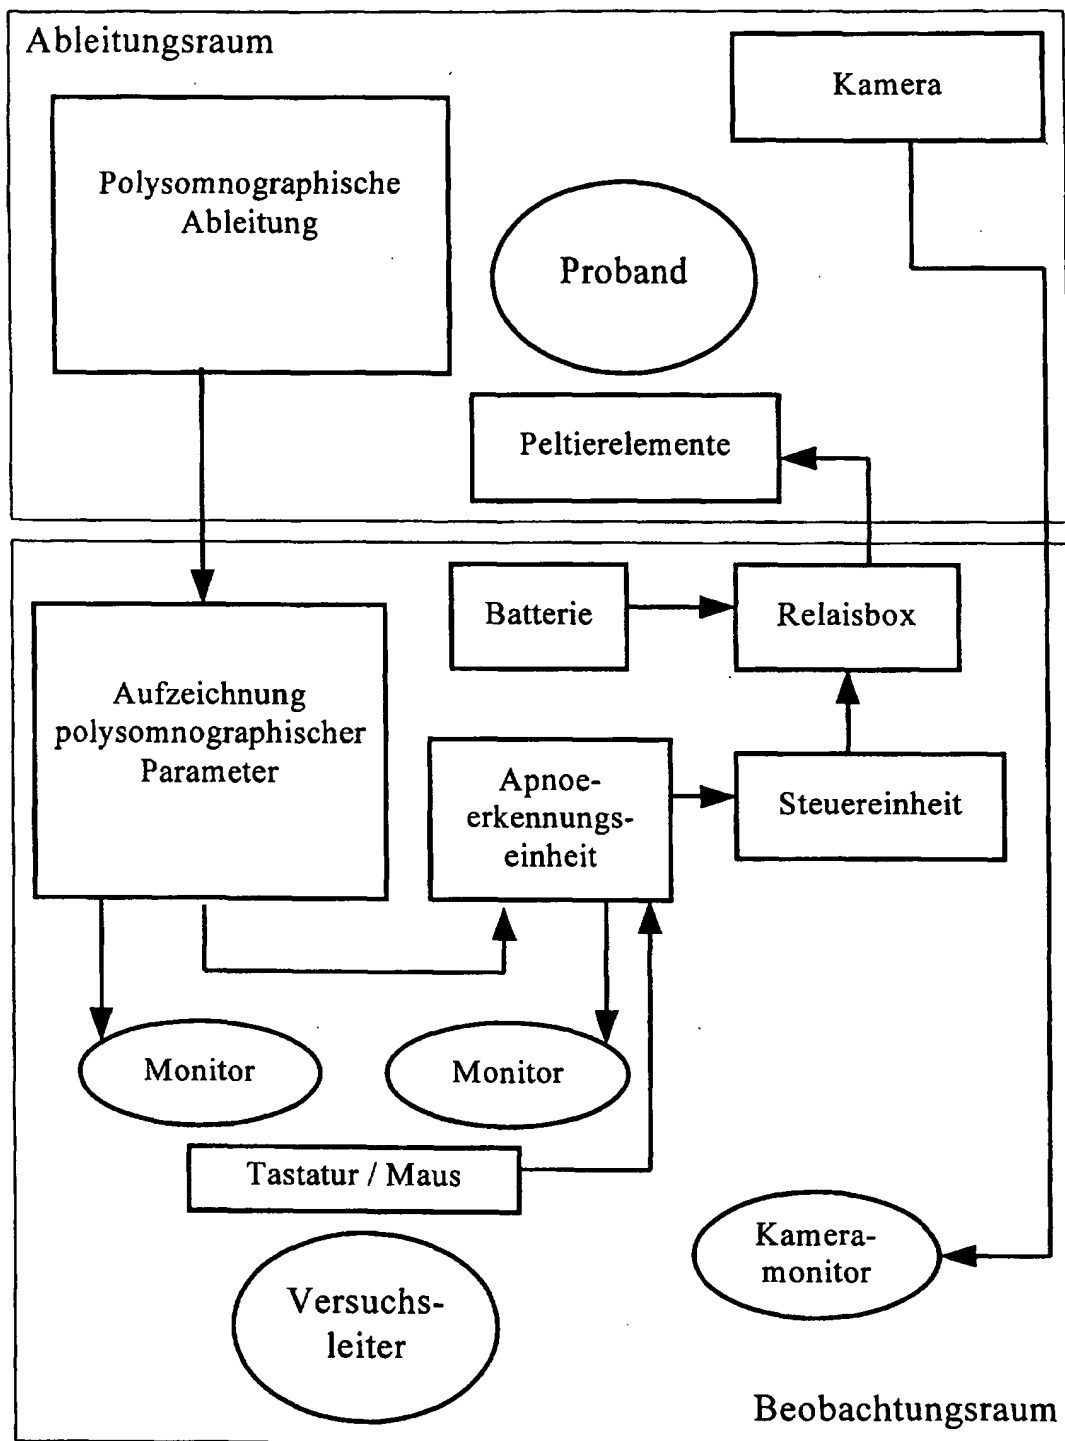 Ableitungsraum
Kamera
Polysomnographische
Ableitung
Proband
Peltierelemente
Batterie
Relaisbox
Aufzeichnung
polysomnographischer
Parameter
Apnoe-
erkennungs-
einheit
Steuereinheit
Monitor
Monitor
Tastatur / Maus
Kamera-
monitor
Versuchs-
leiter
Beobachtungsraum